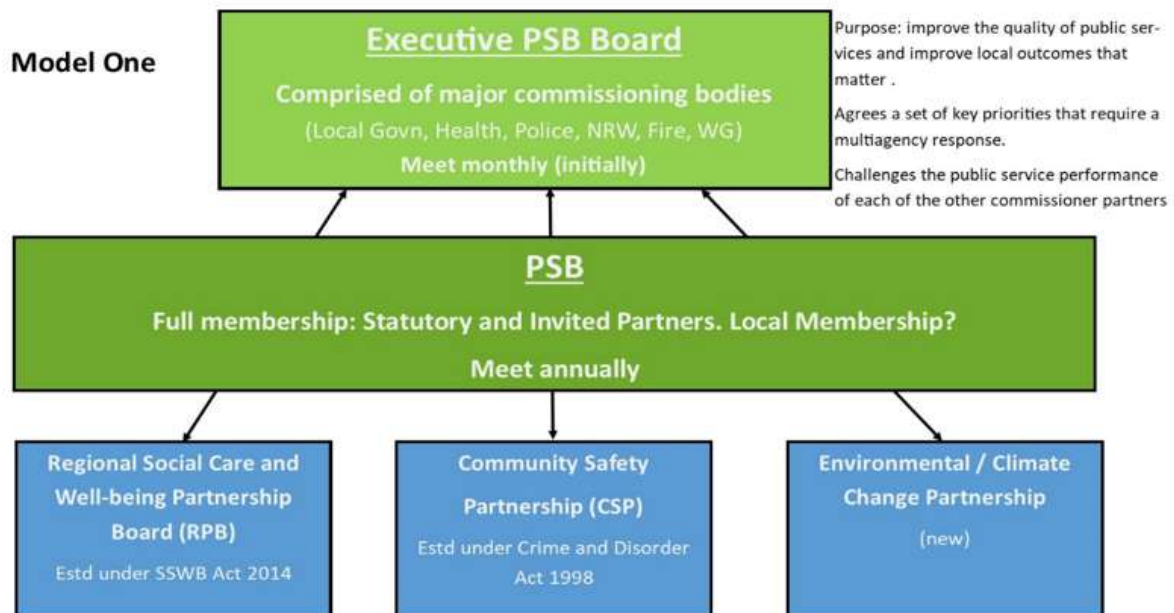 Model One
Executive PSB Board
Comprised of major commissioning bodies
(Local Govn, Health, Police, NRW, Fire, WG)
Meet monthly (initially)
Purpose: improve the quality of public ser-
vices and improve local outcomes that
matter .
Agrees a set of key priorities that require a
multiagency response.
Challenges the public service performance
of each of the other commissioner partners
PSB
Full membership: Statutory and Invited Partners. Local Membership?
Meet annually
Regional Social Care and
Well-being Partnership
Board (RPB)
Estd under SSWB Act 2014
Community Safety
Partnership (CSP)
Estd under Crime and Disorder
Act 1998
Environmental / Climate
Change Partnership
(new)